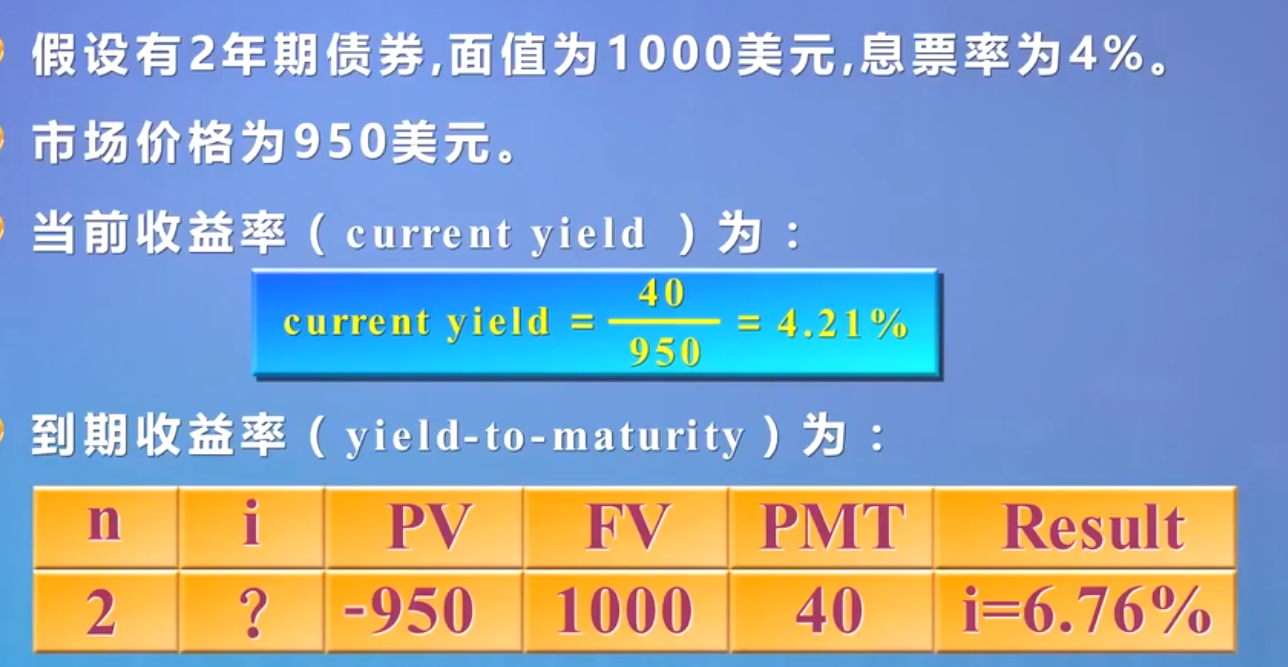 假设有2年期债券,面值为1000美元,息票率为4%。
市场价格为950美元。
当前收益率(current yield )为:
current yield = 40/950 = 4.21%
到期收益率(yield-to-maturity)为:
n i PV FV PMT Result
2 ? -950 1000 40 i=6.76%